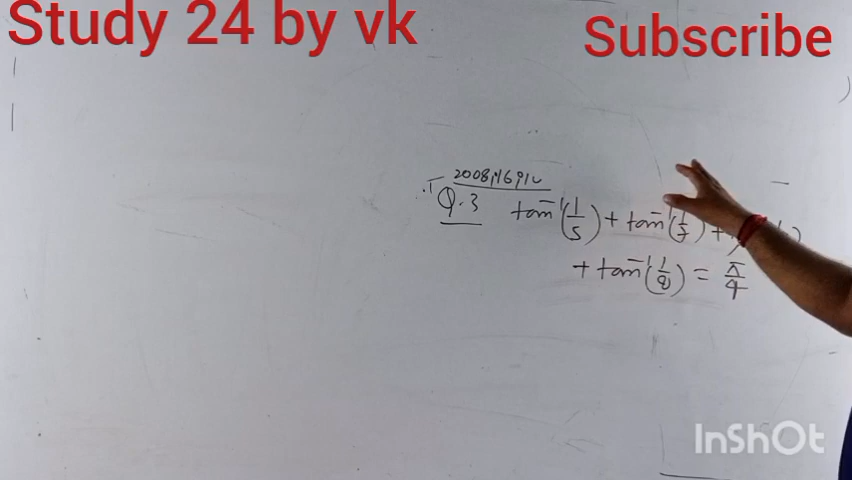 Study 24 by vk
Subscribe
Q.3 tan⁻¹(1/5) + tan⁻¹(1/7) +
+ tan⁻¹(1/8) = π/4
InShOt